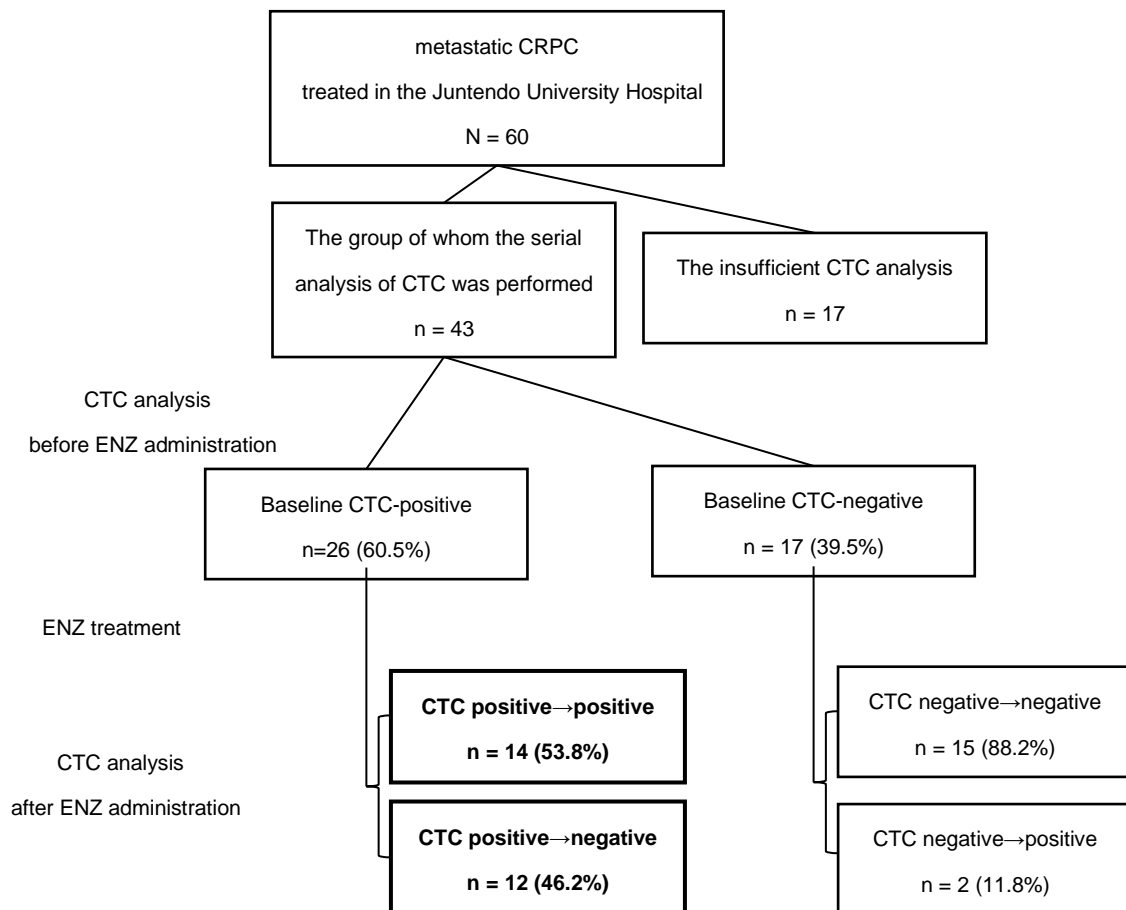 metastatic CRPC
treated in the Juntendo University Hospital
N = 60
The group of whom the serial
analysis of CTC was performed
n = 43
The insufficient CTC analysis
n = 17
CTC analysis
before ENZ administration
Baseline CTC-positive
n=26 (60.5%)
Baseline CTC-negative
n = 17 (39.5%)
ENZ treatment
CTC positive→positive
n = 14 (53.8%)
CTC negative→negative
n = 15 (88.2%)
CTC analysis
after ENZ administration
CTC positive→negative
n = 12 (46.2%)
CTC negative→positive
n = 2 (11.8%)